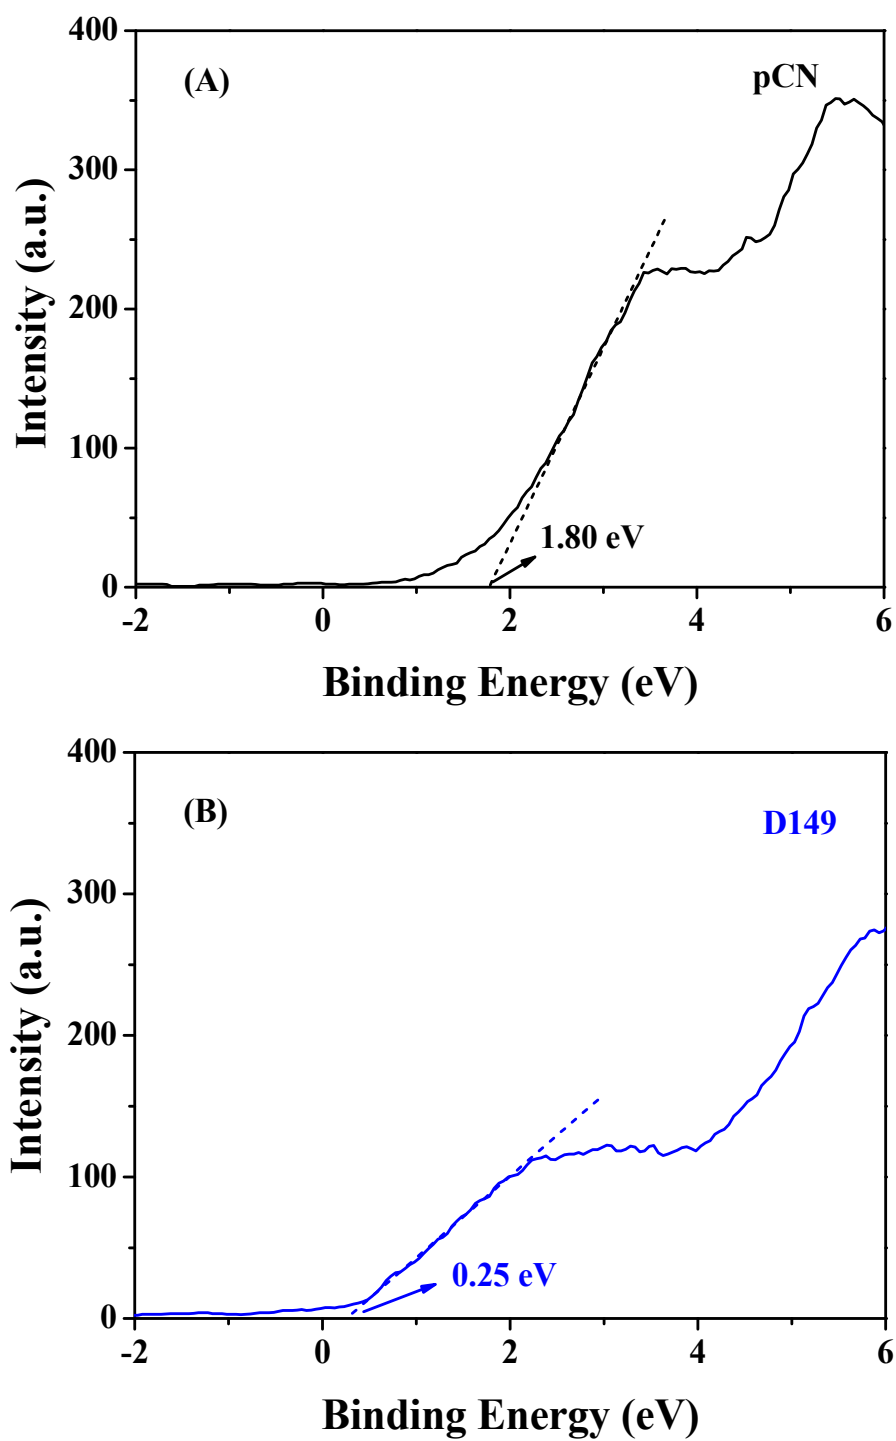 400
(A)
pCN
300
Intensity (a.u.)
200
100
1.80 eV
0
-2 0 2 4 6
Binding Energy (eV)
400
(B)
D149
300
Intensity (a.u.)
200
100
0.25 eV
0
-2 0 2 4 6
Binding Energy (eV)